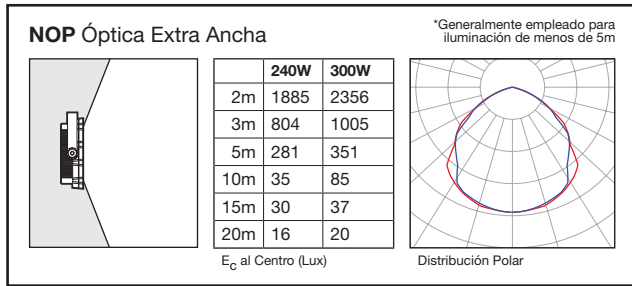 NOP Óptica Extra Ancha
*Generalmente empleado para
iluminación de menos de 5m
240W 300W
2m 1885 2356
3m 804 1005
5m 281 351
10m 35 85
15m 30 37
20m 16 20
E_C al Centro (Lux)
Distribución Polar